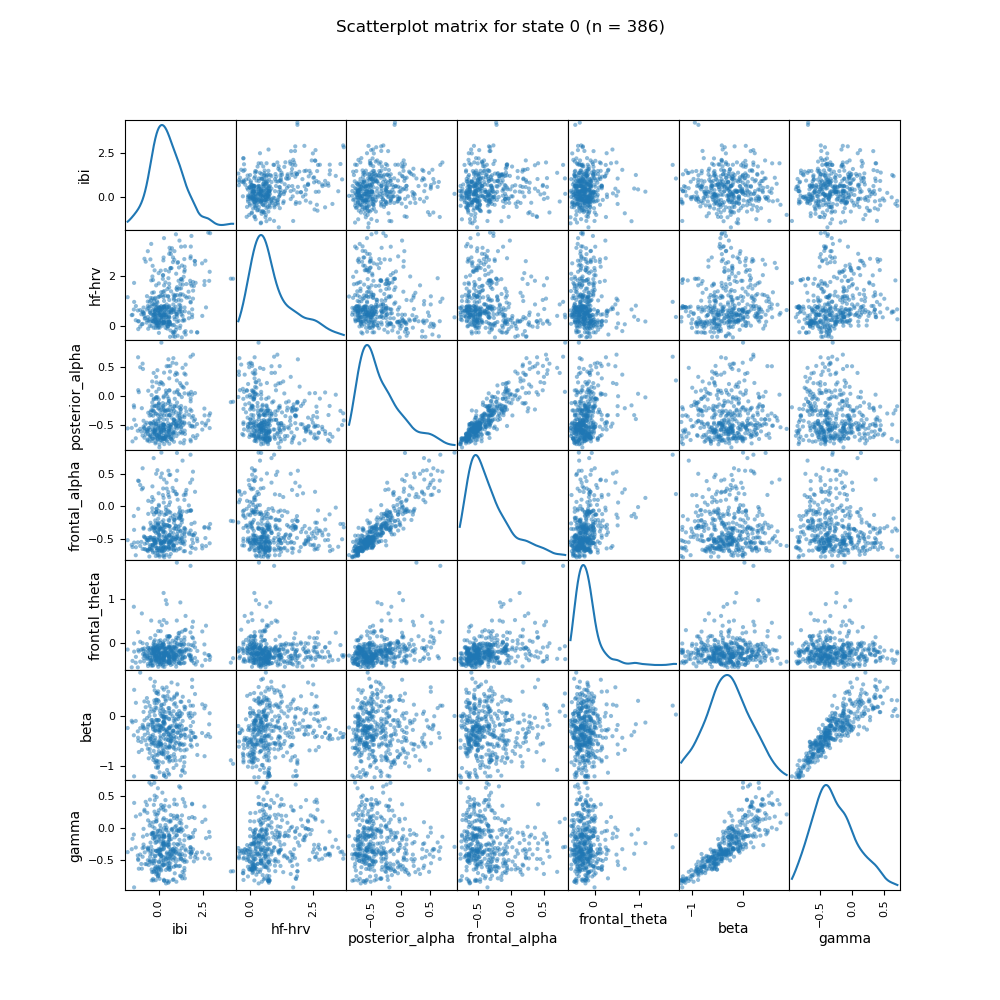 Scatterplot matrix for state 0 (n = 386)
ibi
2.5
0.0
hf-hrv
2
0
posterior_alpha
0.5
0.0
−0.5
frontal_alpha
0.5
0.0
−0.5
frontal_theta
1
0
beta
0
−1
gamma
0.5
0.0
−0.5
0.0 2.5 0.0 2.5 −0.5 0.0 0.5 −0.5 0.0 0.5 0 1 −1 0 −0.5 0.0 0.5
ibi hf-hrv posterior_alpha frontal_alpha frontal_theta beta gamma